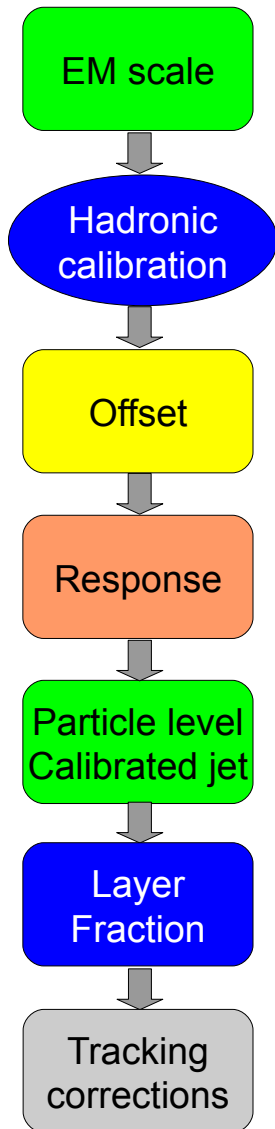 EM scale
Hadronic
calibration
Offset
Response
Particle level
Calibrated jet
Layer
Fraction
Tracking
corrections